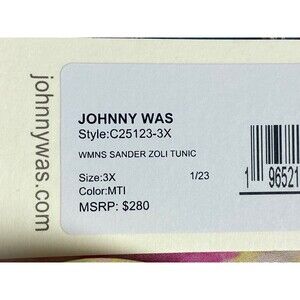 johnnywas.com
JOHNNY WAS
Style:C25123-3X
WMNS SANDER ZOLI TUNIC
Size:3X 1/23
Color:MTI
MSRP: $280
1 96521